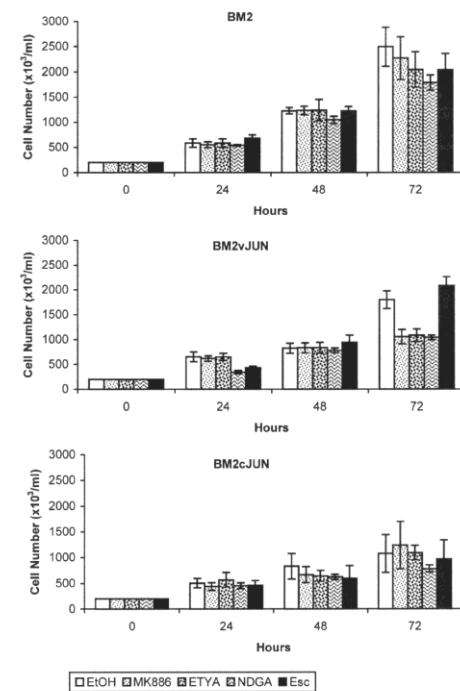 BM2
Cell Number (x10³/ml)
3000
2500
2000
1500
1000
500
0
0 24 48 72
Hours
BM2vJUN
Cell Number (x10³/ml)
3000
2500
2000
1500
1000
500
0
0 24 48 72
Hours
BM2cJUN
Cell Number (x10³/ml)
3000
2500
2000
1500
1000
500
0
0 24 48 72
Hours
EtOH MK886 ETYA NDGA Esc